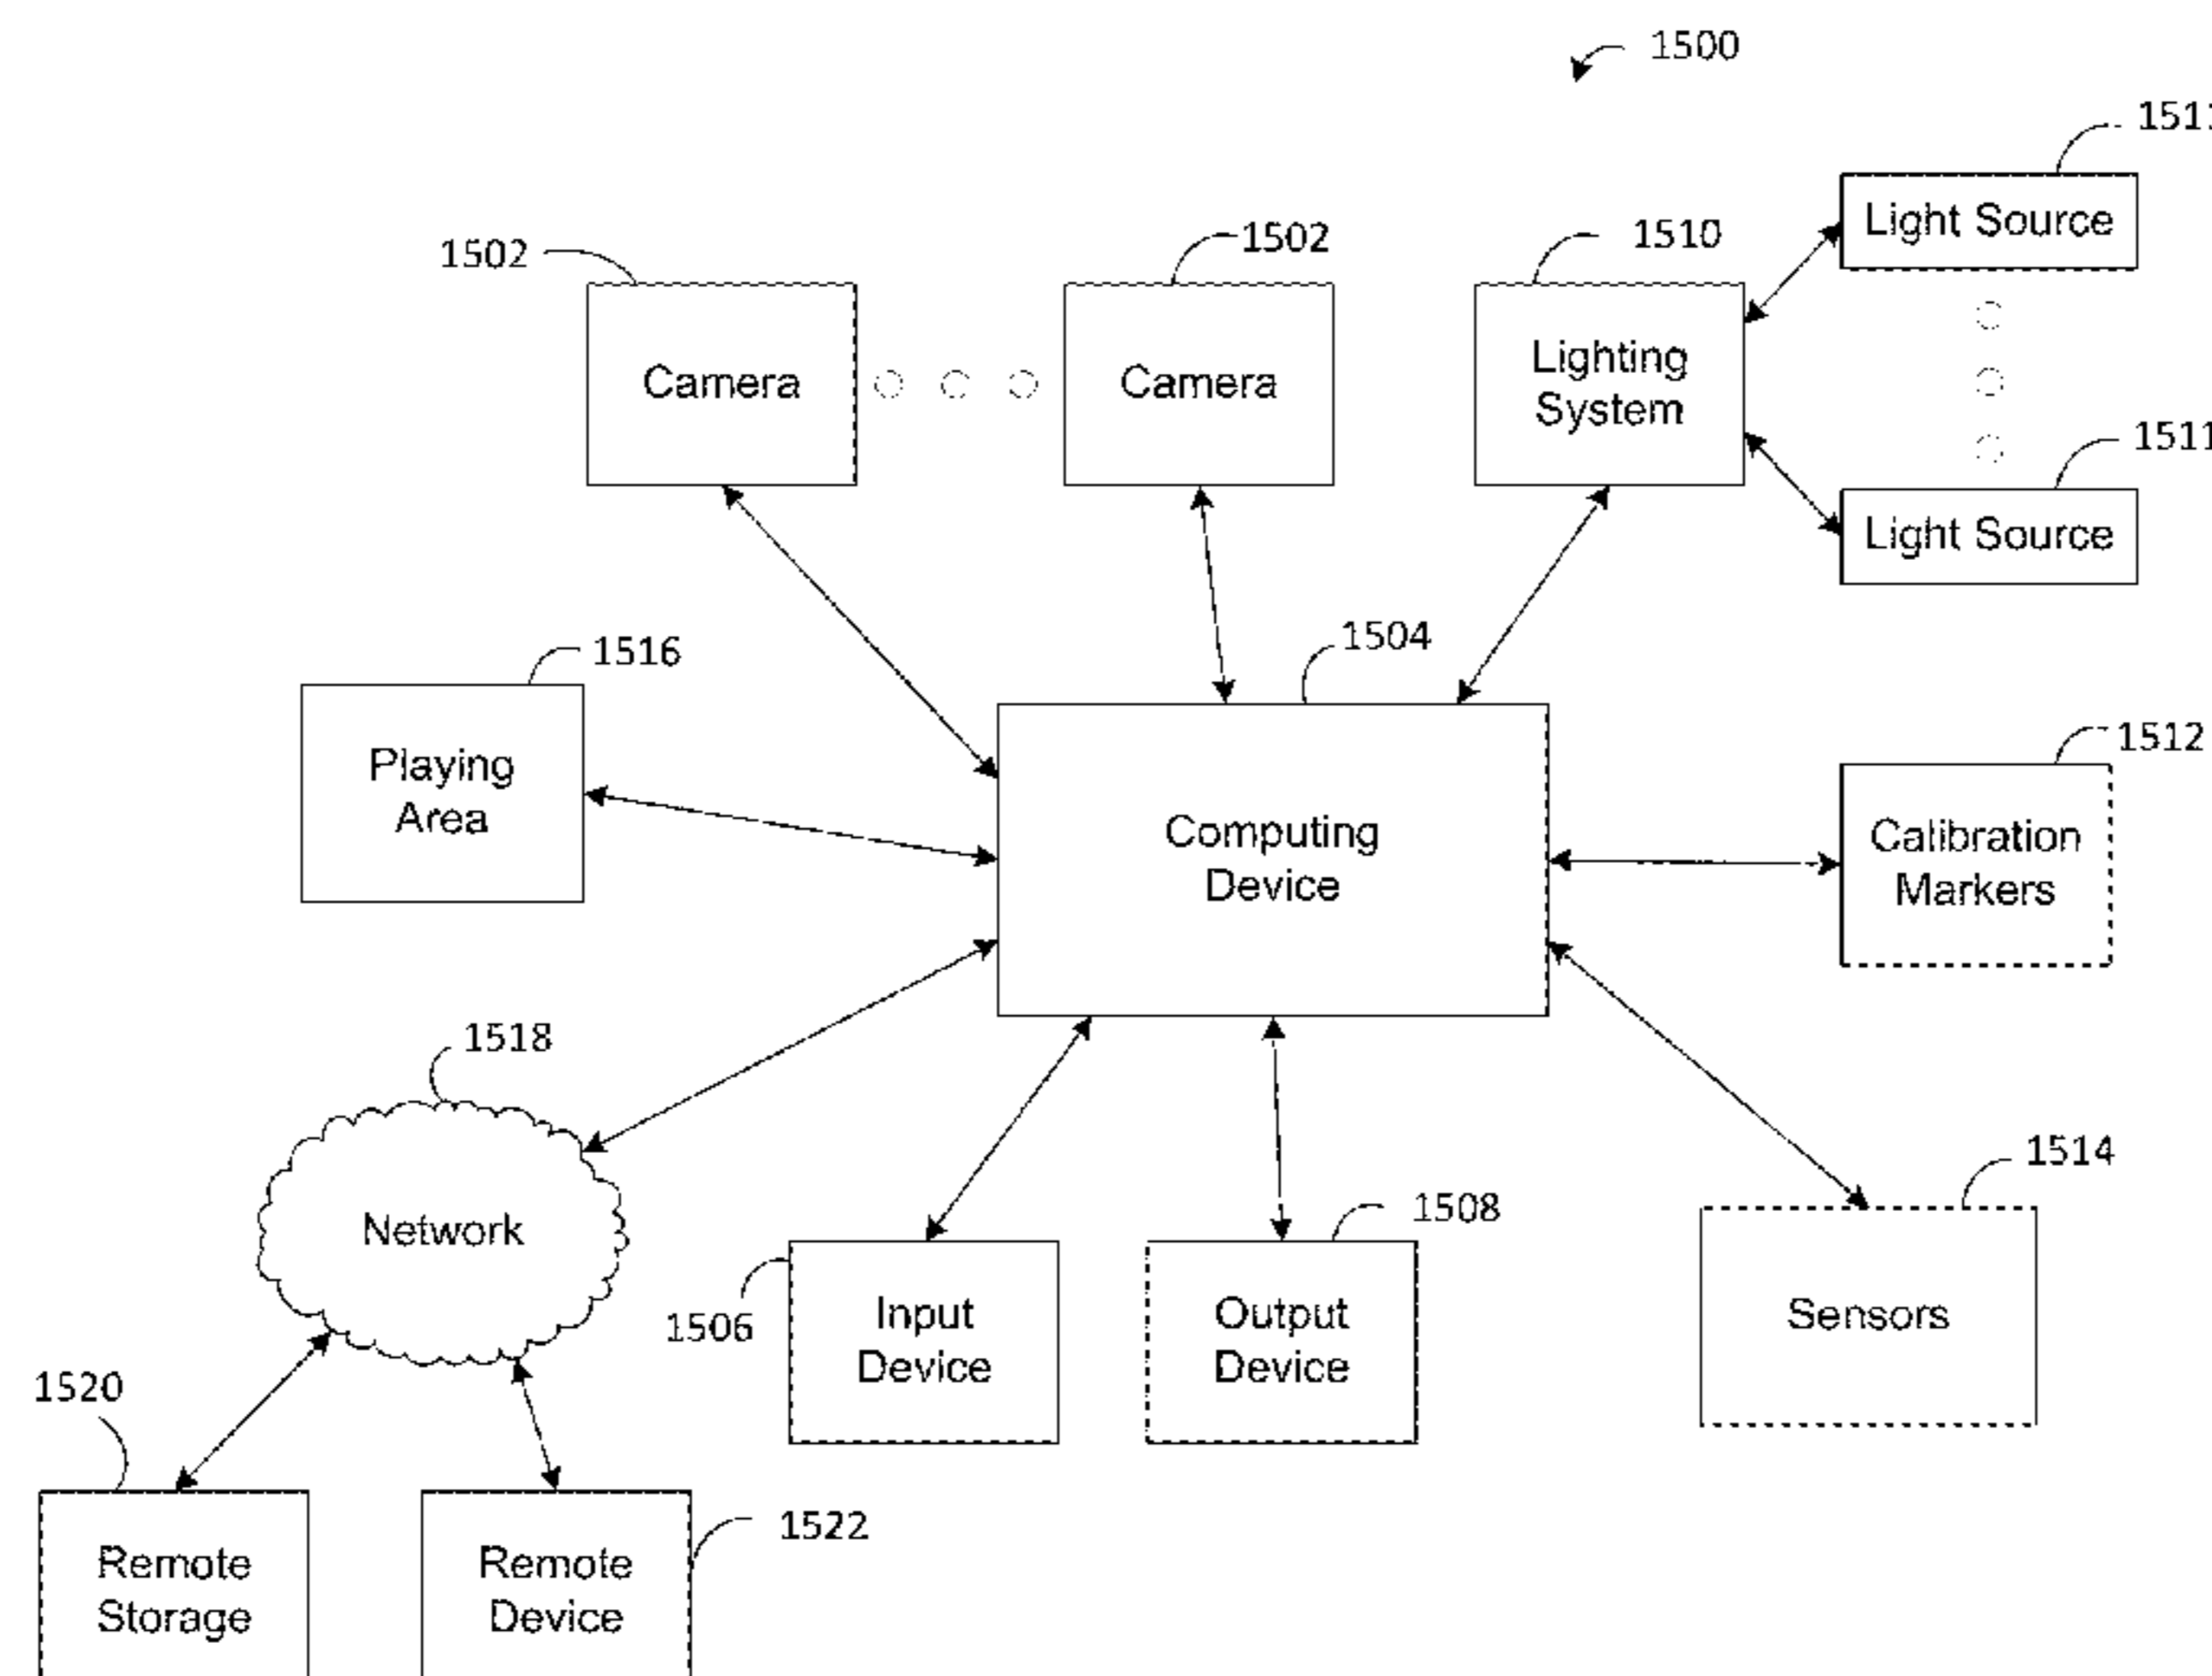 1500
1511
Light Source
1502
1502
1510
Camera
Camera
Lighting
System
1511
Light Source
1516
1504
Playing
Area
Computing
Device
1512
Calibration
Markers
1518
Network
1514
Sensors
1506
Input
Device
1508
Output
Device
1520
Remote
Storage
1522
Remote
Device